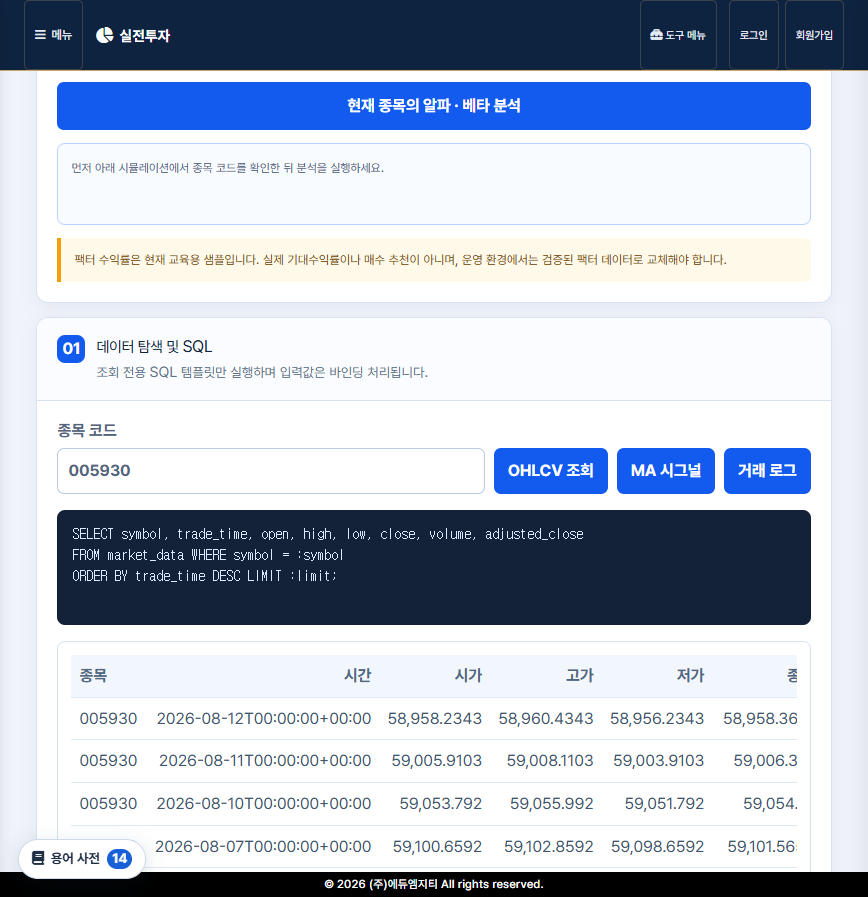 메뉴 실전투자 도구 메뉴 로그인 회원가입
현재 종목의 알파 · 베타 분석
먼저 아래 시뮬레이션에서 종목 코드를 확인한 뒤 분석을 실행하세요.
팩터 수익률은 현재 교육용 샘플입니다. 실제 기대수익률이나 매수 추천이 아니며, 운영 환경에서는 검증된 팩터 데이터로 교체해야 합니다.
01 데이터 탐색 및 SQL
조회 전용 SQL 템플릿만 실행하며 입력값은 바인딩 처리됩니다.
종목 코드
005930 OHLCV 조회 MA 시그널 거래 로그
SELECT symbol, trade_time, open, high, low, close, volume, adjusted_close
FROM market_data WHERE symbol = :symbol
ORDER BY trade_time DESC LIMIT :limit;
종목 시간 시가 고가 저가
005930 2026-08-12T00:00:00+00:00 58,958.2343 58,960.4343 58,956.2343 58,958.36
005930 2026-08-11T00:00:00+00:00 59,005.9103 59,008.1103 59,003.9103 59,006.3
005930 2026-08-10T00:00:00+00:00 59,053.792 59,055.992 59,051.792 59,054.
2026-08-07T00:00:00+00:00 59,100.6592 59,102.8592 59,098.6592 59,101.56
용어 사전 14
© 2026 (주)에듀엠지티 All rights reserved.